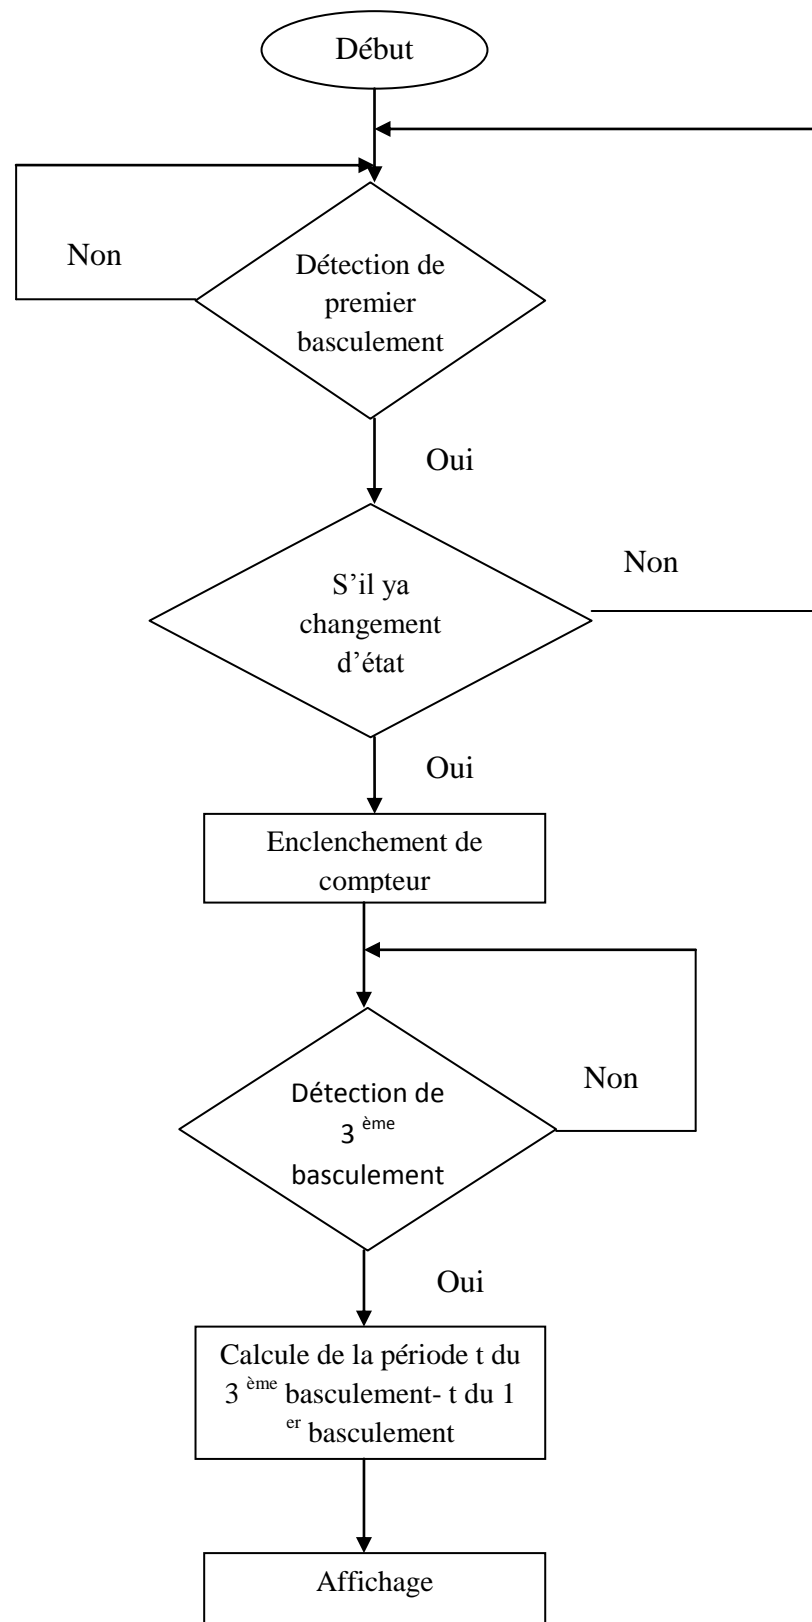 Début
Non
Détection de
premier
basculement
Oui
Non
S’il ya
changement
d’état
Oui
Enclenchement de
compteur
Détection de
3 ème
basculement
Non
Oui
Calcule de la période t du
3 ème basculement- t du 1
er basculement
Affichage